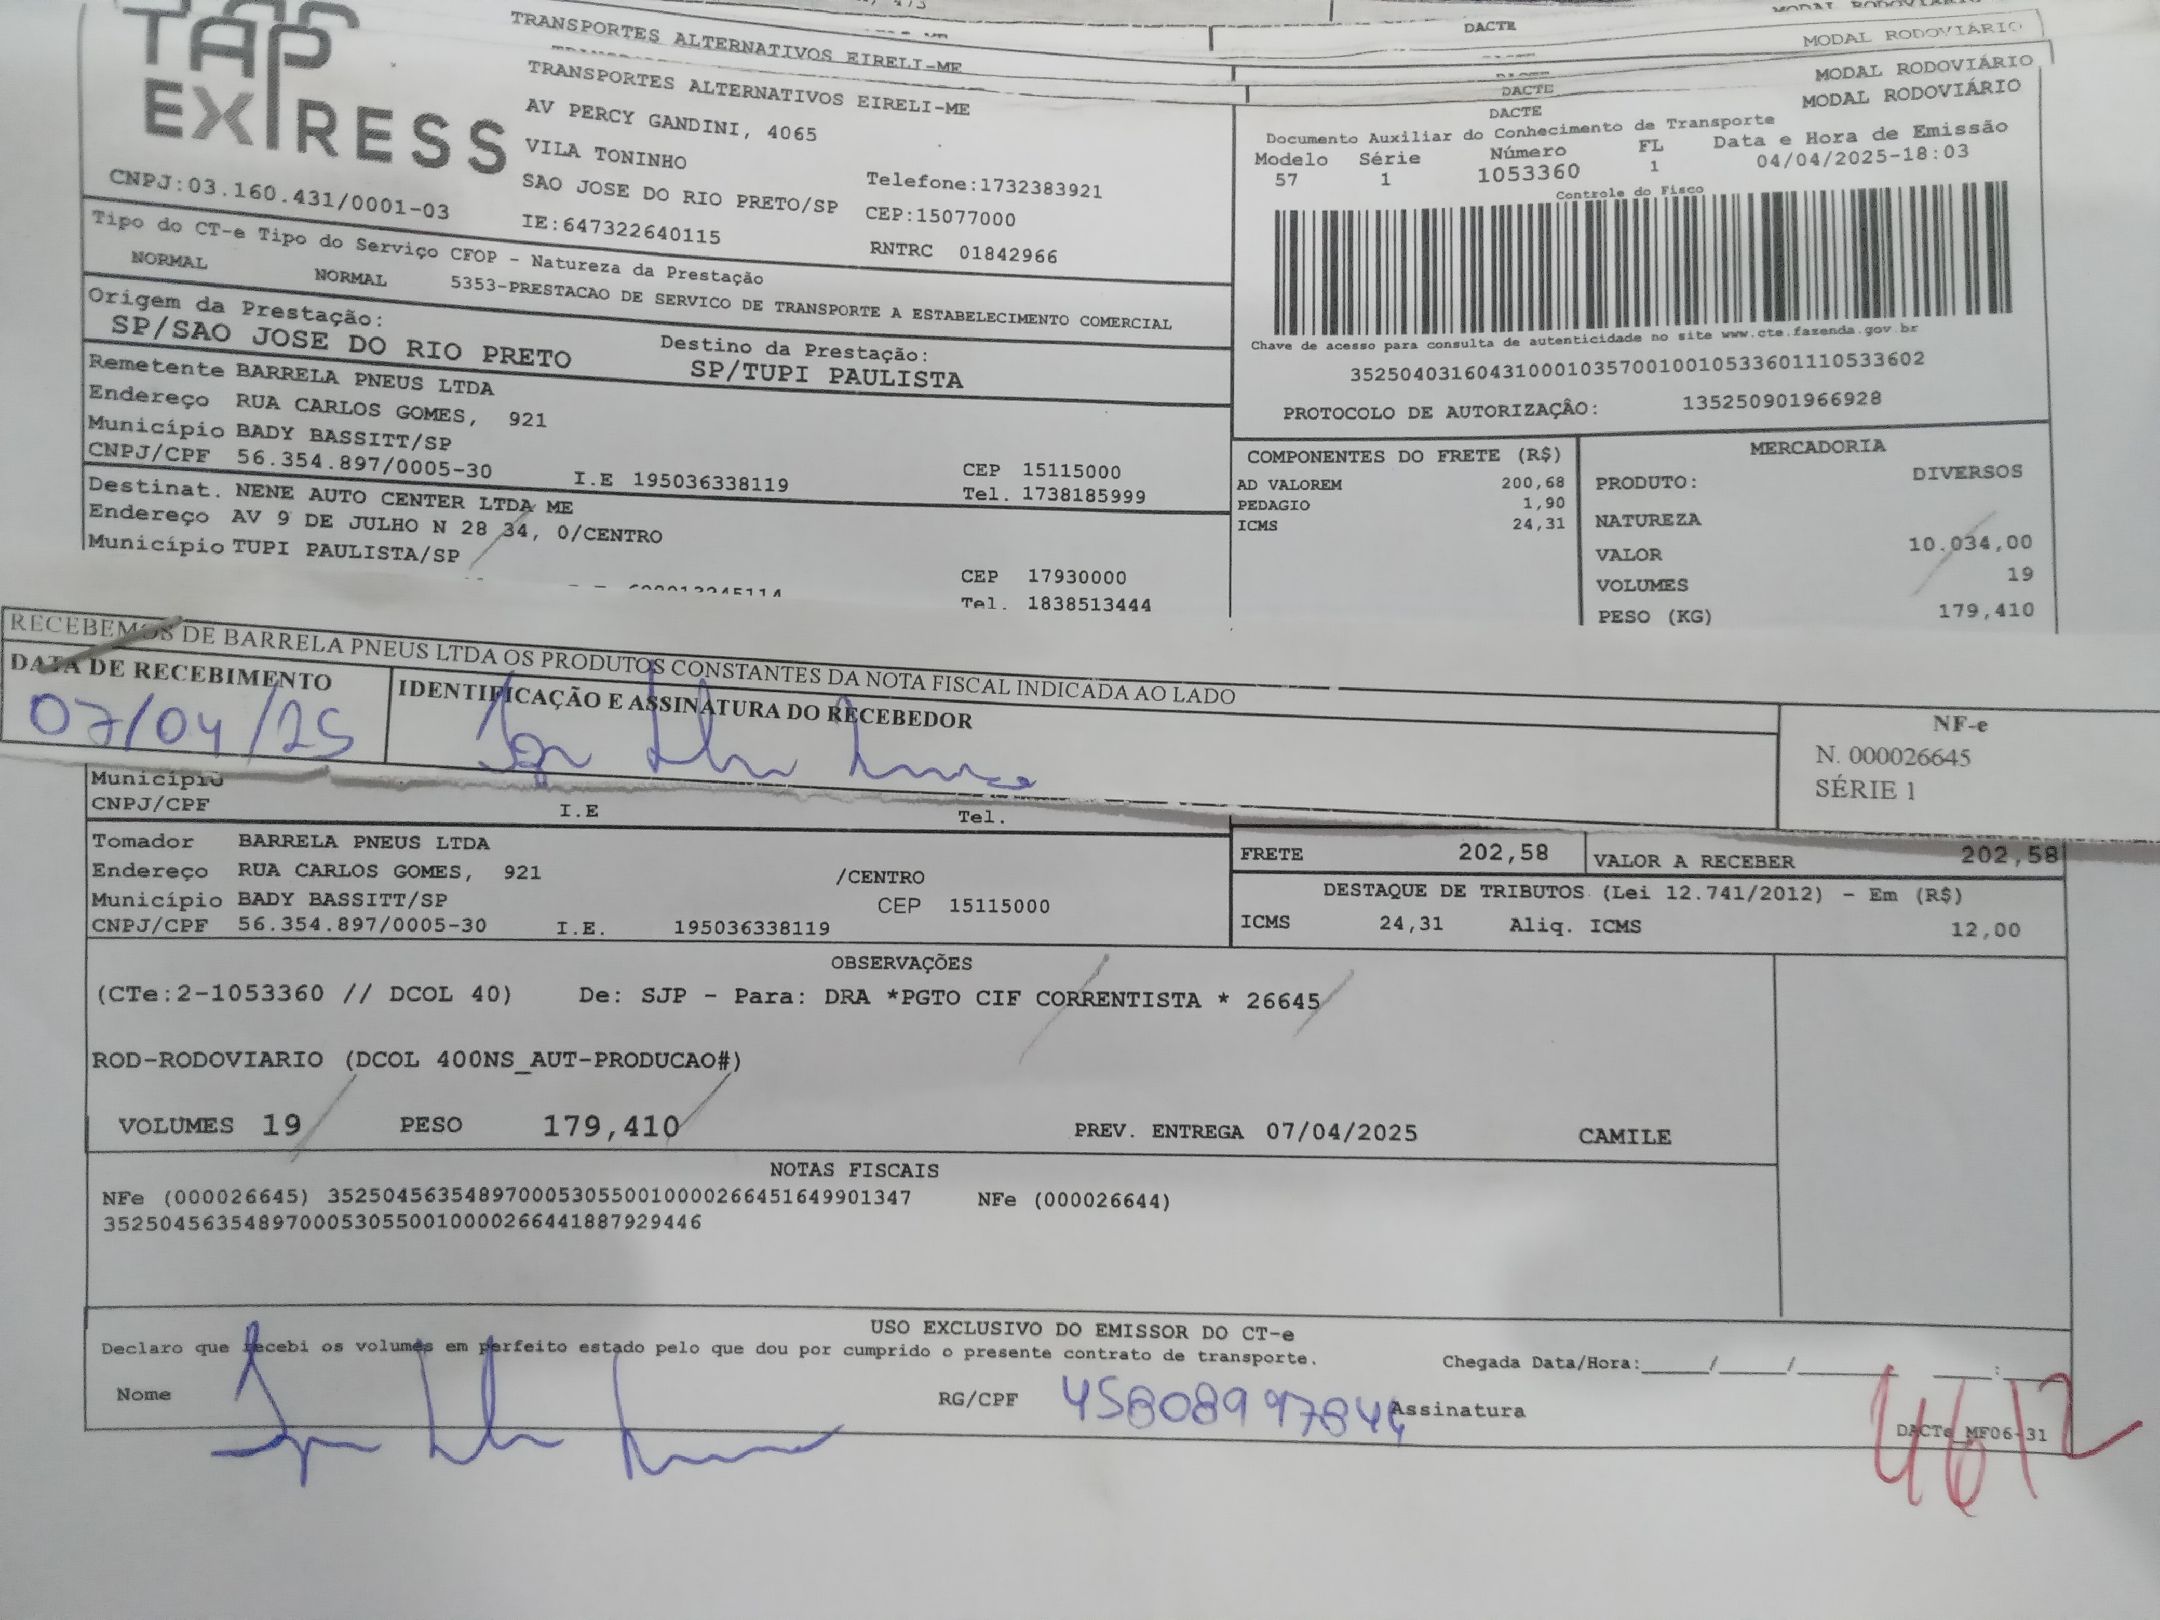 DACTE
MODAL RODOVIÁRIO
TRANSPORTES ALTERNATIVOS EIRELI-ME
TAP
EXPRESS
CNPJ:03.160.431/0001-03
TRANSPORTES ALTERNATIVOS EIRELI-ME
AV PERCY GANDINI, 4065
VILA TONINHO
SAO JOSE DO RIO PRETO/SP
IE:647322640115
Telefone:1732383921
CEP:15077000
RNTRC 01842966
MODAL RODOVIÁRIO
DACTE
MODAL RODOVIÁRIO
DACTE
Documento Auxiliar do Conhecimento de Transporte
Modelo Série Número FL Data e Hora de Emissão
57 1 1053360 1 04/04/2025-18:03
Controle do Fisco
Chave de acesso para consulta de autenticidade no site www.cte.fazenda.gov.br
35250403160431000103570010010533601110533602
PROTOCOLO DE AUTORIZAÇÃO: 135250901966928
Tipo do CT-e Tipo do Serviço CFOP - Natureza da Prestação
NORMAL NORMAL 5353-PRESTACAO DE SERVICO DE TRANSPORTE A ESTABELECIMENTO COMERCIAL
Origem da Prestação: Destino da Prestação:
SP/SAO JOSE DO RIO PRETO SP/TUPI PAULISTA
Remetente BARRELA PNEUS LTDA
Endereço RUA CARLOS GOMES, 921
Município BADY BASSITT/SP CEP 15115000
CNPJ/CPF 56.354.897/0005-30 I.E 195036338119 Tel. 1738185999
Destinat. NENE AUTO CENTER LTDA ME
Endereço AV 9 DE JULHO N 28 34, 0/CENTRO
Município TUPI PAULISTA/SP CEP 17930000
Tel. 1838513444
COMPONENTES DO FRETE (R$)
AD VALOREM 200,68
PEDAGIO 1,90
ICMS 24,31
MERCADORIA
PRODUTO: DIVERSOS
NATUREZA
VALOR 10.034,00
VOLUMES 19
PESO (KG) 179,410
RECEBEMOS DE BARRELA PNEUS LTDA OS PRODUTOS CONSTANTES DA NOTA FISCAL INDICADA AO LADO
DATA DE RECEBIMENTO IDENTIFICAÇÃO E ASSINATURA DO RECEBEDOR
07/04/25
NF-e
N. 000026645
SÉRIE 1
Município
CNPJ/CPF I.E Tel.
Tomador BARRELA PNEUS LTDA
Endereço RUA CARLOS GOMES, 921 /CENTRO
Município BADY BASSITT/SP CEP 15115000
CNPJ/CPF 56.354.897/0005-30 I.E. 195036338119
FRETE 202,58 VALOR A RECEBER 202,58
DESTAQUE DE TRIBUTOS (Lei 12.741/2012) - Em (R$)
ICMS 24,31 Aliq. ICMS 12,00
OBSERVAÇÕES
(CTe:2-1053360 // DCOL 40) De: SJP - Para: DRA *PGTO CIF CORRENTISTA * 26645
ROD-RODOVIARIO (DCOL 400NS_AUT-PRODUCAO#)
VOLUMES 19 PESO 179,410 PREV. ENTREGA 07/04/2025 CAMILE
NOTAS FISCAIS
NFe (000026645) 35250456354897000530550010000266451649901347 NFe (000026644)
35250456354897000530550010000266441887929446
USO EXCLUSIVO DO EMISSOR DO CT-e
Declaro que recebi os volumes em perfeito estado pelo que dou por cumprido o presente contrato de transporte.
Chegada Data/Hora:____/____/____ ____:____
Nome RG/CPF 45808997844 Assinatura
DACTe_MF06-31
4612